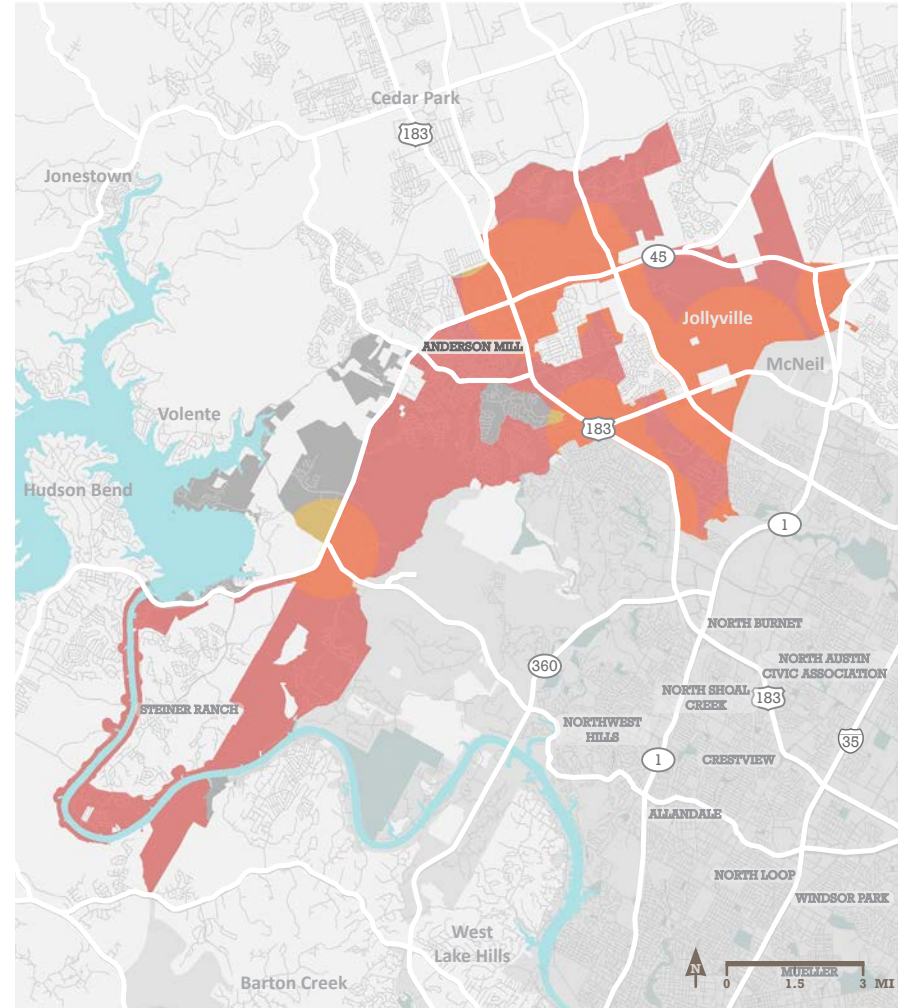 Cedar Park
183
Jonestown
45
Jollyville
ANDERSON MILL
McNeil
Volente
183
Hudson Bend
1
NORTH BURNET
NORTH AUSTIN
CIVIC ASSOCIATION
360
NORTH SHOAL
CREEK
183
STEINER RANCH
NORTHWEST
HILLS
35
1
CRESTVIEW
ALLANDALE
NORTH LOOP
WINDSOR PARK
West
Lake Hills
N
MUELLER
0
1.5
3 MI
Barton Creek